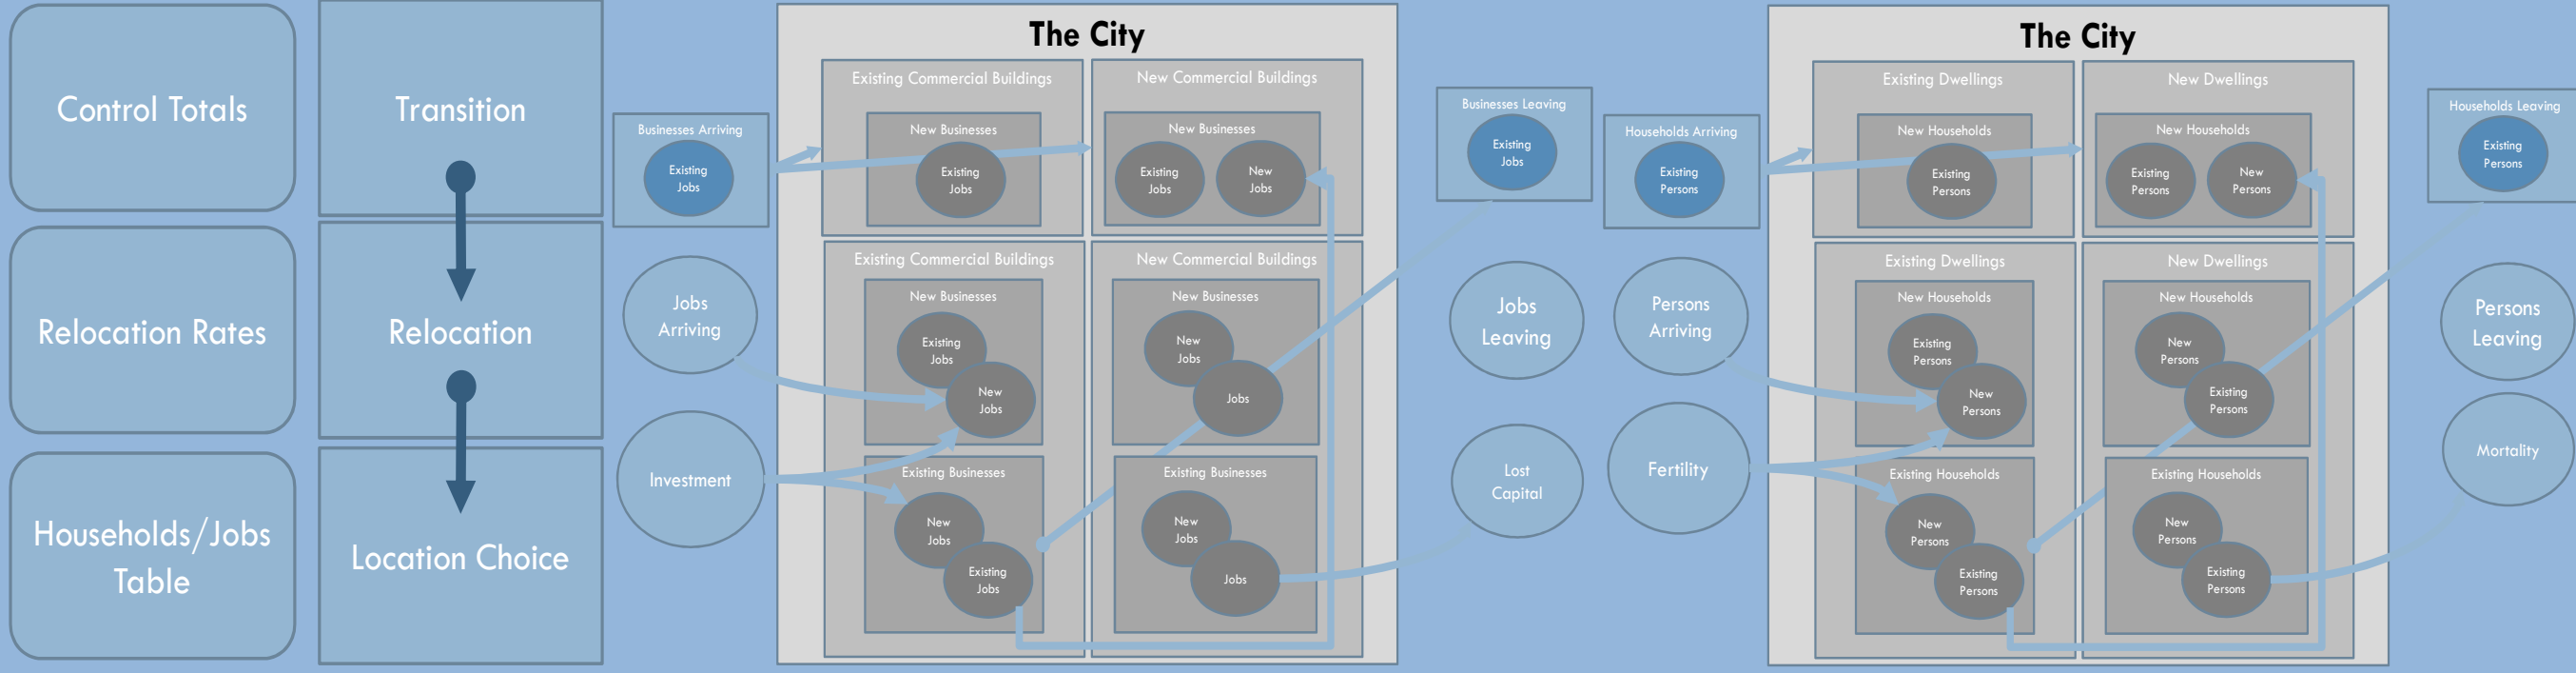 Control Totals
Relocation Rates
Households/Jobs
Table
Transition
Relocation
Location Choice
Businesses Arriving
Existing
Jobs
Jobs
Arriving
Investment
The City
Existing Commercial Buildings
New Businesses
Existing
Jobs
New Commercial Buildings
New Businesses
Existing
Jobs
New
Jobs
Existing Commercial Buildings
New Businesses
Existing
Jobs
New
Jobs
Existing Businesses
New
Jobs
Existing
Jobs
New Commercial Buildings
New Businesses
New
Jobs
Jobs
Existing Businesses
New
Jobs
Jobs
Businesses Leaving
Existing
Jobs
Jobs
Leaving
Lost
Capital
Households Arriving
Existing
Persons
Persons
Arriving
Fertility
The City
Existing Dwellings
New Households
Existing
Persons
New Dwellings
New Households
Existing
Persons
New
Persons
Existing Dwellings
New Households
Existing
Persons
New
Persons
Existing Households
New
Persons
Existing
Persons
New Dwellings
New Households
New
Persons
Existing
Persons
Existing Households
New
Persons
Existing
Persons
Households Leaving
Existing
Persons
Persons
Leaving
Mortality